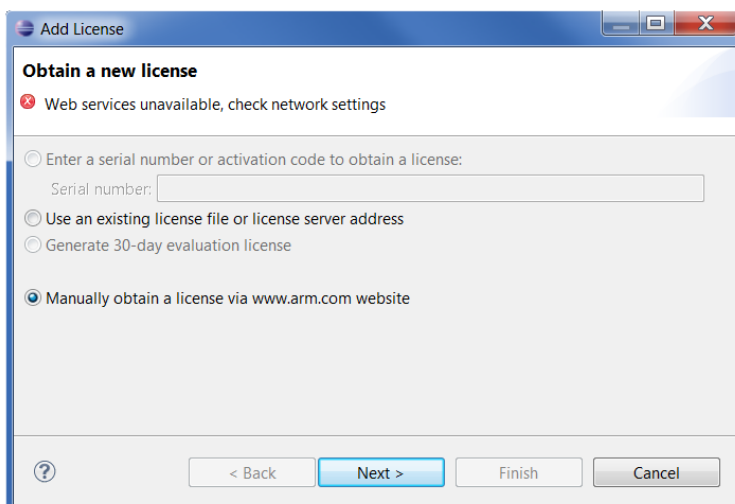 Add License
Obtain a new license
Web services unavailable, check network settings
Enter a serial number or activation code to obtain a license:
Serial number:
Use an existing license file or license server address
Generate 30-day evaluation license
Manually obtain a license via www.arm.com website
? < Back Next > Finish Cancel